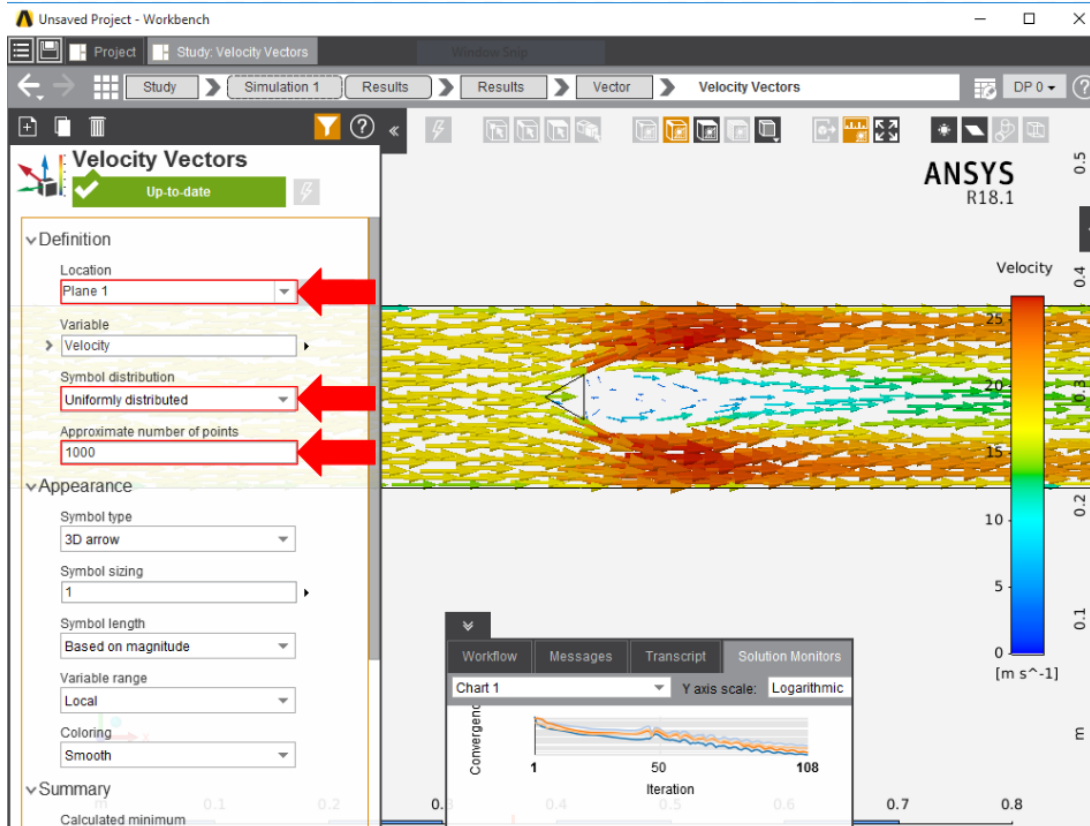 Unsaved Project - Workbench
Project
Study: Velocity Vectors
Window Snip
Study
Simulation 1
Results
Results
Vector
Velocity Vectors
DP 0
Velocity Vectors
Up-to-date
Definition
Location
Plane 1
Variable
Velocity
Symbol distribution
Uniformly distributed
Approximate number of points
1000
Appearance
Symbol type
3D arrow
Symbol sizing
1
Symbol length
Based on magnitude
Variable range
Local
Coloring
Smooth
Summary
Calculated minimum
ANSYS
R18.1
Velocity
25
20
15
10
5
0
[m s^-1]
0.5
0.4
0.3
0.2
0.1
m
Workflow
Messages
Transcript
Solution Monitors
Chart 1
Y axis scale:
Logarithmic
1
50
108
Iteration
m
0.1
0.2
0.4
0.5
0.6
0.7
0.8